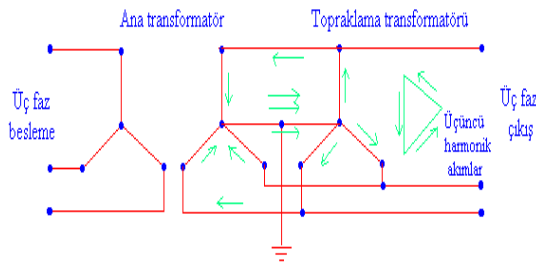 Ana transformatör
Topraklama transformatörü
Üç faz
besleme
Üçüncü
harmonik
akımlar
Üç faz
çıkış